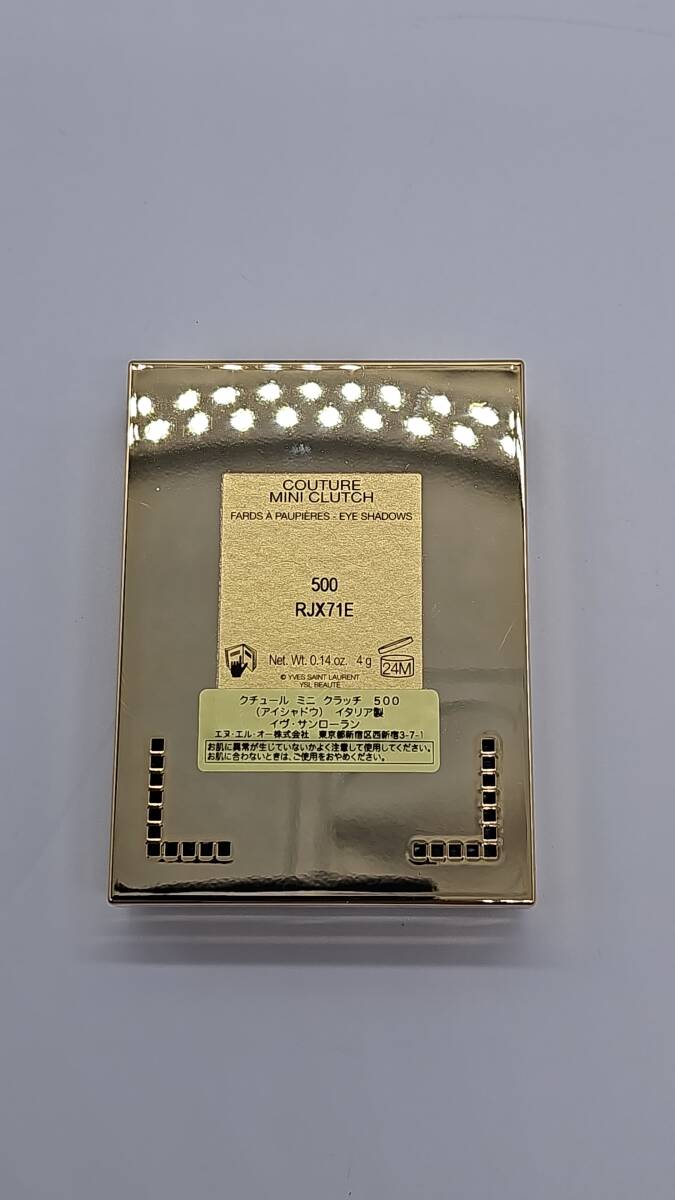 COUTURE
MINI CLUTCH
FARDS À PAUPIÈRES - EYE SHADOWS
500
RJX71E
Net. Wt. 0.14 oz. 4 g
24M
© YVES SAINT LAURENT
YSL BEAUTÉ
クチュール ミニ クラッチ 500
(アイシャドウ) イタリア製
イヴ・サンローラン
エヌ・エル・オー株式会社 東京都新宿区西新宿3-7-1
お肌に異常が生じていないかよく注意して使用してください。
お肌に合わないときは、ご使用をおやめください。